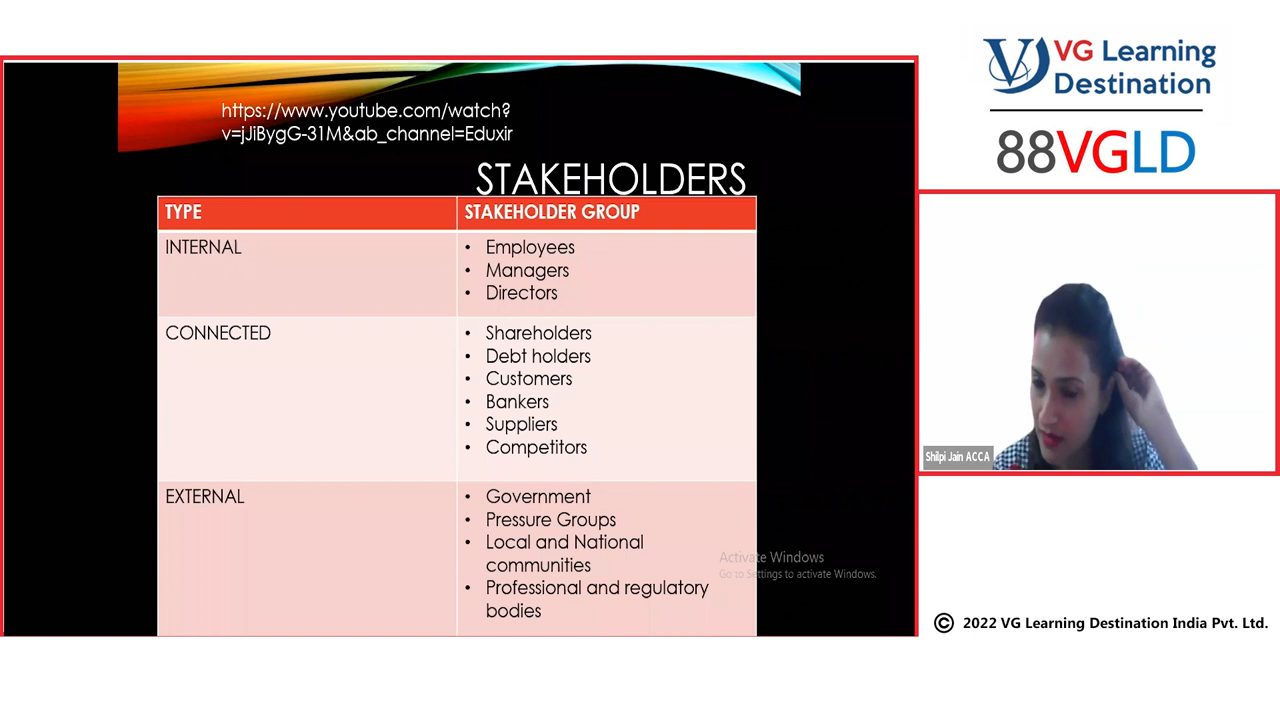 https://www.youtube.com/watch?
v=jJiBygG-31M&ab_channel=Eduxir
STAKEHOLDERS
TYPE
STAKEHOLDER GROUP
INTERNAL
• Employees
• Managers
• Directors
CONNECTED
• Shareholders
• Debt holders
• Customers
• Bankers
• Suppliers
• Competitors
EXTERNAL
• Government
• Pressure Groups
• Local and National
communities
• Professional and regulatory
bodies
Activate Windows
Go to Settings to activate Windows.
VG Learning
Destination
88VGLD
Shilpi Jain ACCA
© 2022 VG Learning Destination India Pvt. Ltd.